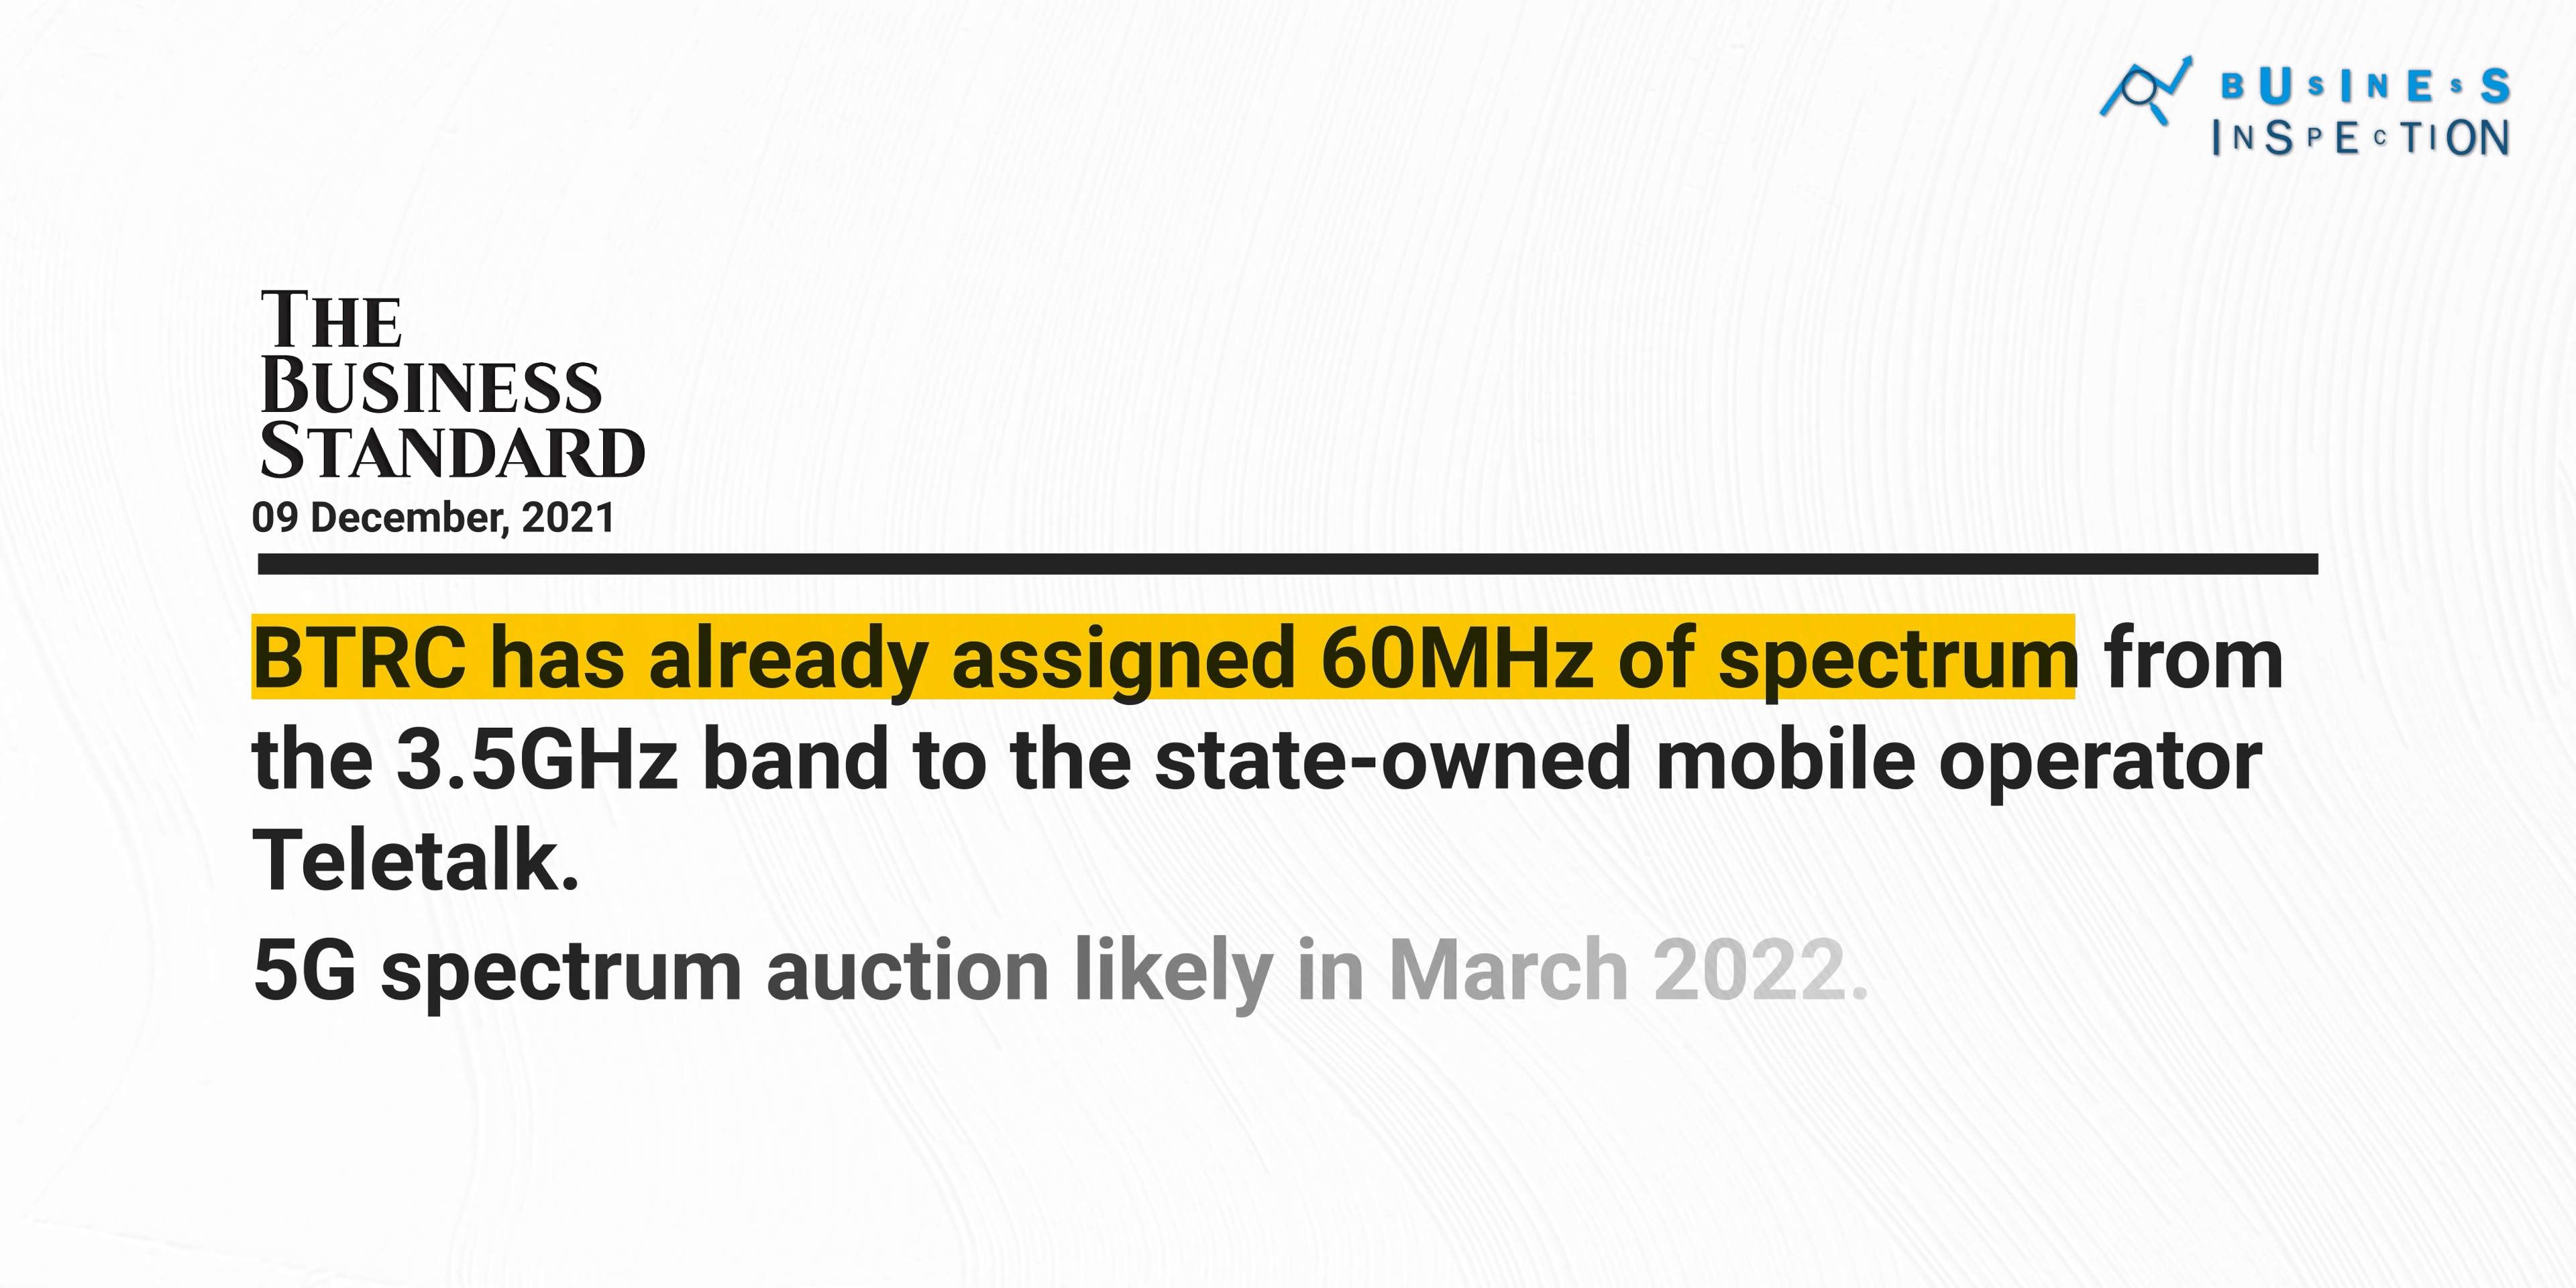 BUSINESS
INSPECTION
THE
BUSINESS
STANDARD
09 December, 2021
BTRC has already assigned 60MHz of spectrum from
the 3.5GHz band to the state-owned mobile operator
Teletalk.
5G spectrum auction likely in March 2022.